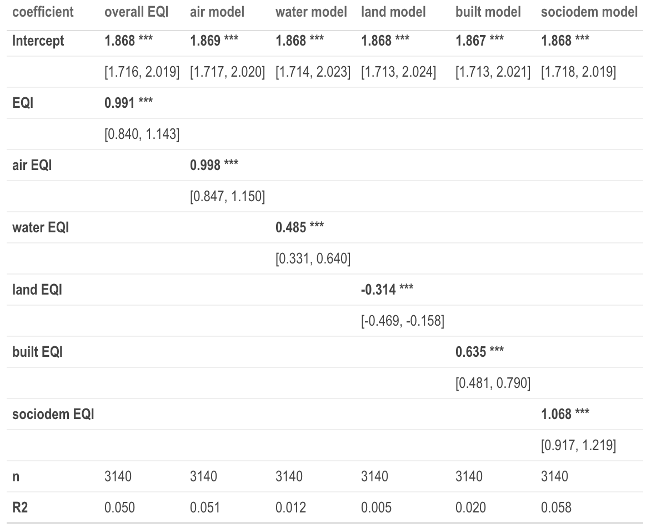 coefficient overall EQI air model water model land model built model sociodem model
Intercept 1.868 *** 1.869 *** 1.868 *** 1.868 *** 1.867 *** 1.868 ***
[1.716, 2.019] [1.717, 2.020] [1.714, 2.023] [1.713, 2.024] [1.713, 2.021] [1.718, 2.019]
EQI 0.991 ***
[0.840, 1.143]
air EQI 0.998 ***
[0.847, 1.150]
water EQI 0.485 ***
[0.331, 0.640]
land EQI -0.314 ***
[-0.469, -0.158]
built EQI 0.635 ***
[0.481, 0.790]
sociodem EQI 1.068 ***
[0.917, 1.219]
n 3140 3140 3140 3140 3140 3140
R2 0.050 0.051 0.012 0.005 0.020 0.058